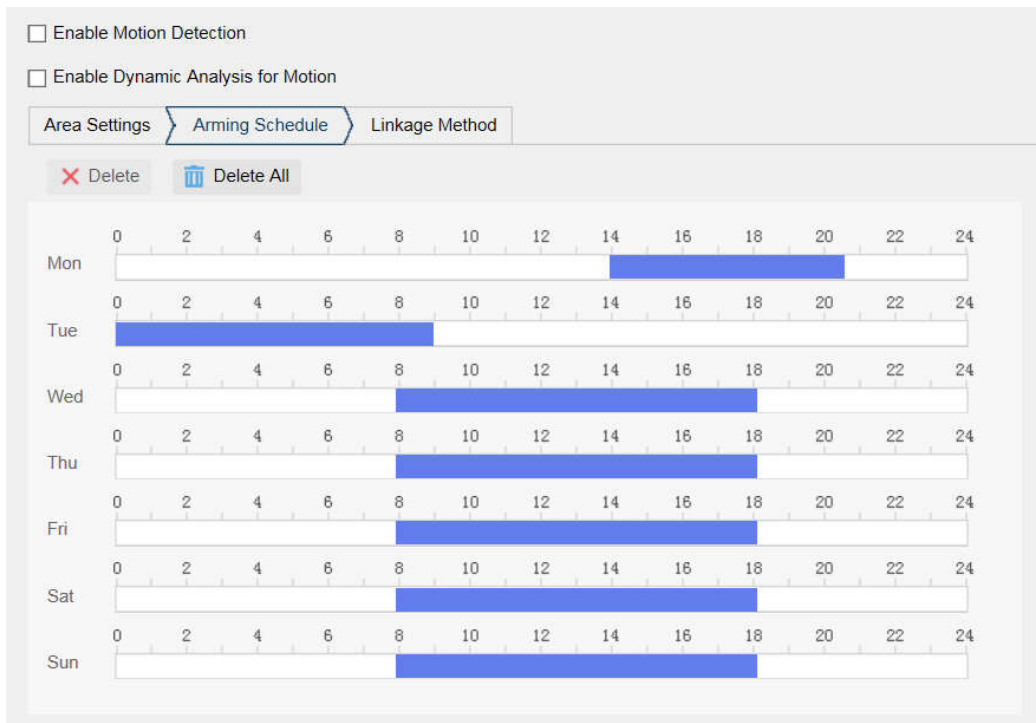 Enable Motion Detection
Enable Dynamic Analysis for Motion
Area Settings Arming Schedule Linkage Method
Delete Delete All
0 2 4 6 8 10 12 14 16 18 20 22 24
Mon
0 2 4 6 8 10 12 14 16 18 20 22 24
Tue
0 2 4 6 8 10 12 14 16 18 20 22 24
Wed
0 2 4 6 8 10 12 14 16 18 20 22 24
Thu
0 2 4 6 8 10 12 14 16 18 20 22 24
Fri
0 2 4 6 8 10 12 14 16 18 20 22 24
Sat
0 2 4 6 8 10 12 14 16 18 20 22 24
Sun